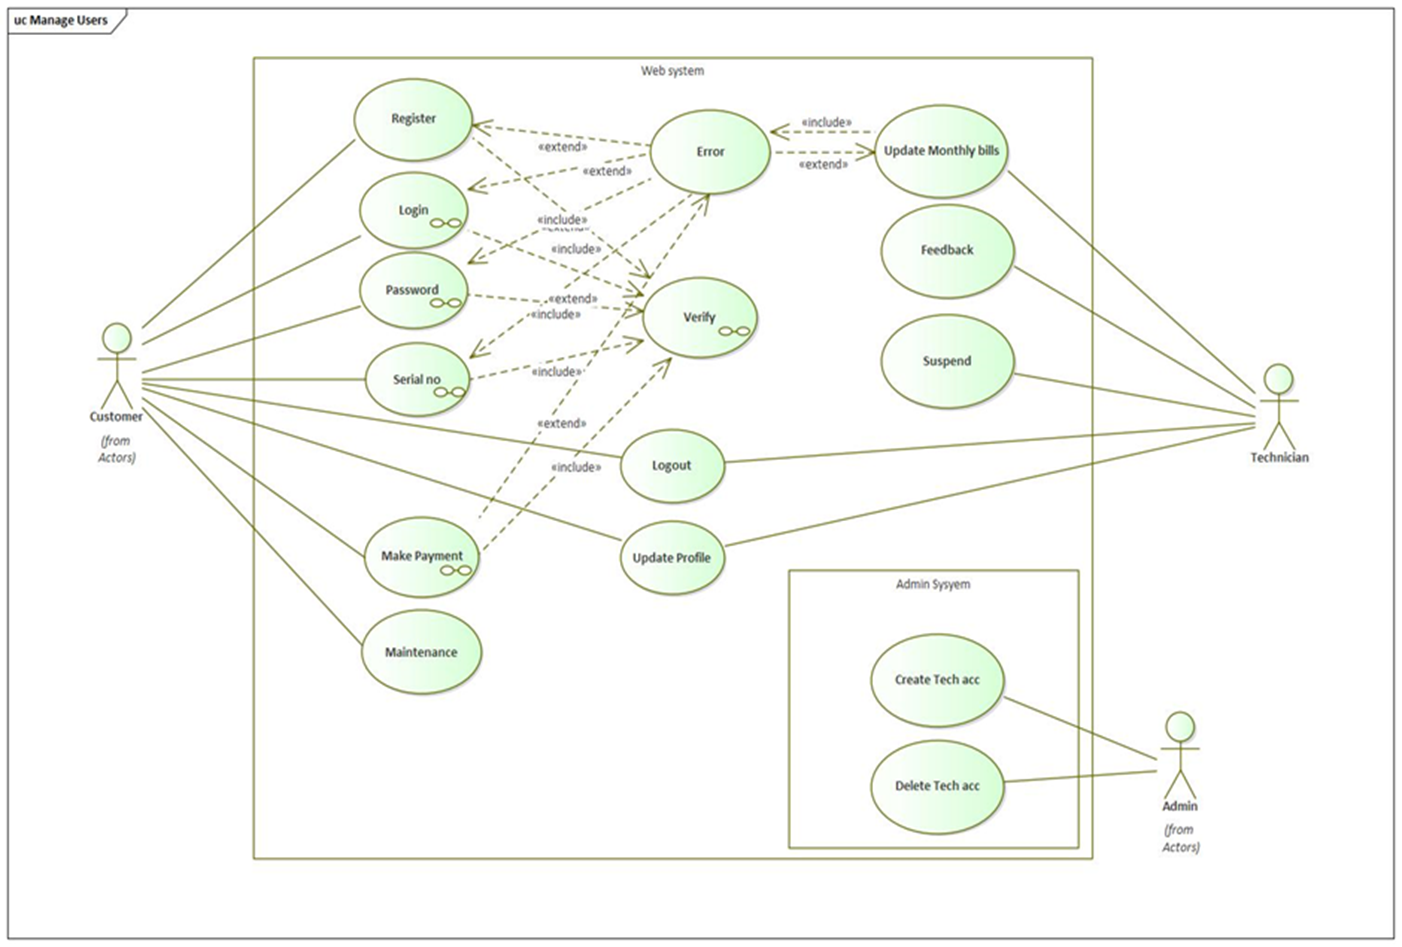 uc Manage Users
Web system
Register
Error
Update Monthly bills
«include»
«extend»
«extend»
«extend»
Login
«include»
«extend»
«include»
Feedback
Password
«extend»
«include»
Verify
Serial no
«include»
Suspend
Customer
(from
Actors)
«extend»
Technician
«include»
Logout
Make Payment
Update Profile
Admin Sysyem
Maintenance
Create Tech acc
Delete Tech acc
Admin
(from
Actors)